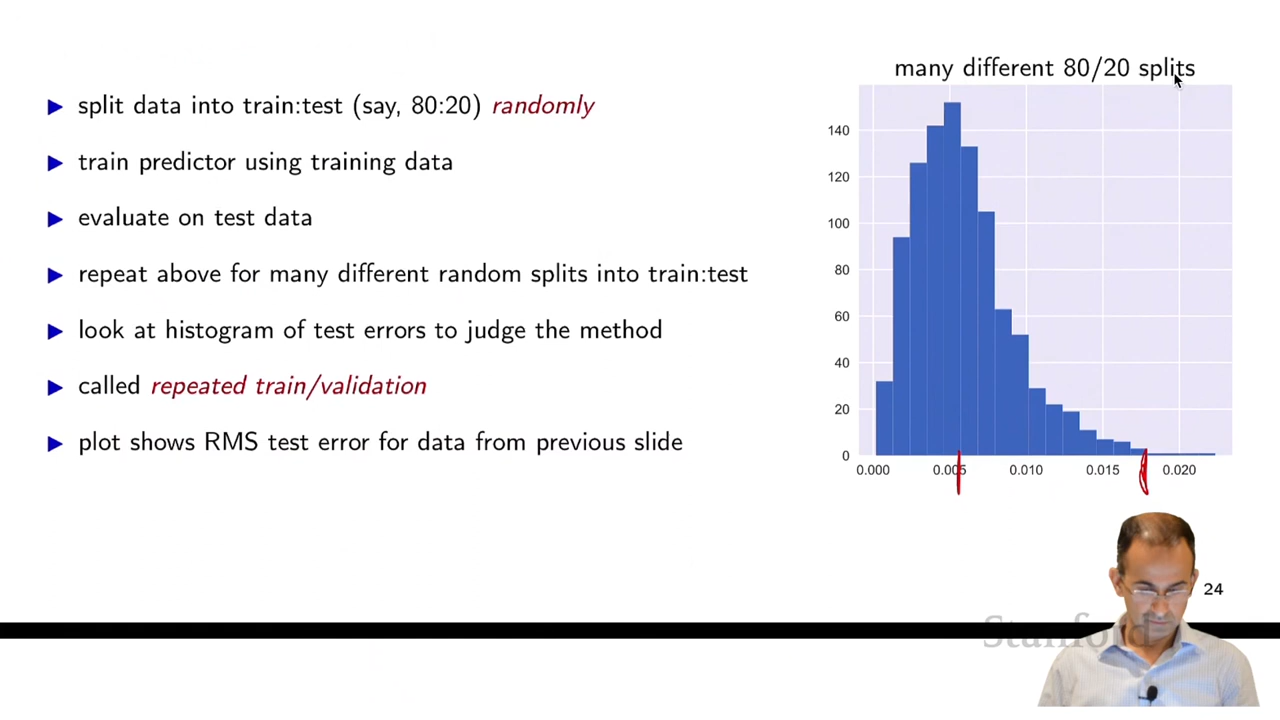 many different 80/20 splits
▶ split data into train:test (say, 80:20) randomly
▶ train predictor using training data
▶ evaluate on test data
▶ repeat above for many different random splits into train:test
▶ look at histogram of test errors to judge the method
▶ called repeated train/validation
▶ plot shows RMS test error for data from previous slide
140
120
100
80
60
40
20
0
0.000 0.005 0.010 0.015 0.020
24
Stanford